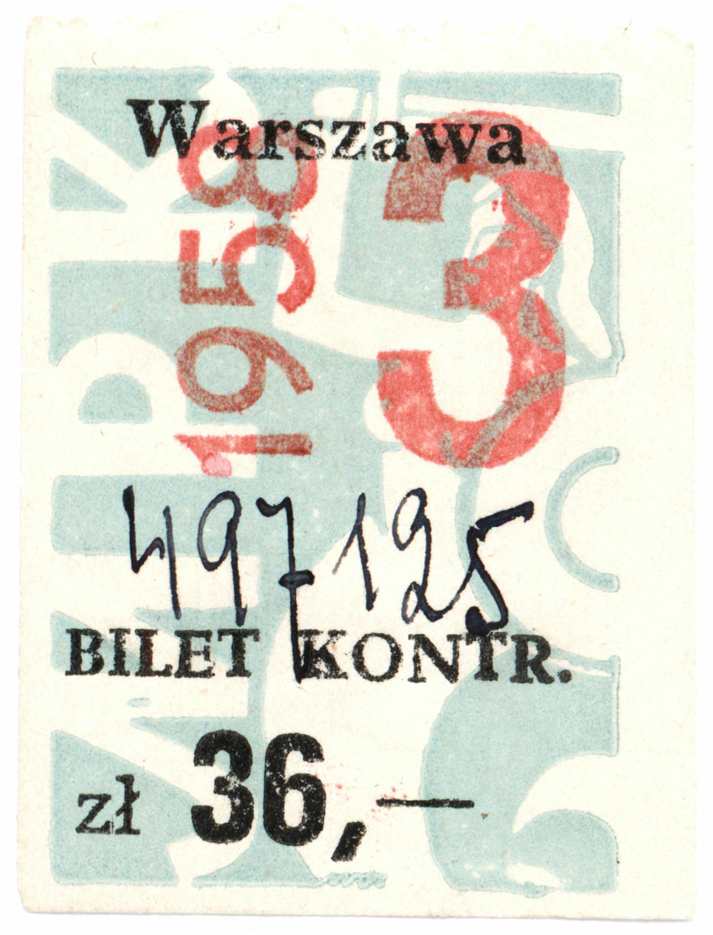 Warszawa
1958
3
497125
BILET KONTR.
zł 36,—